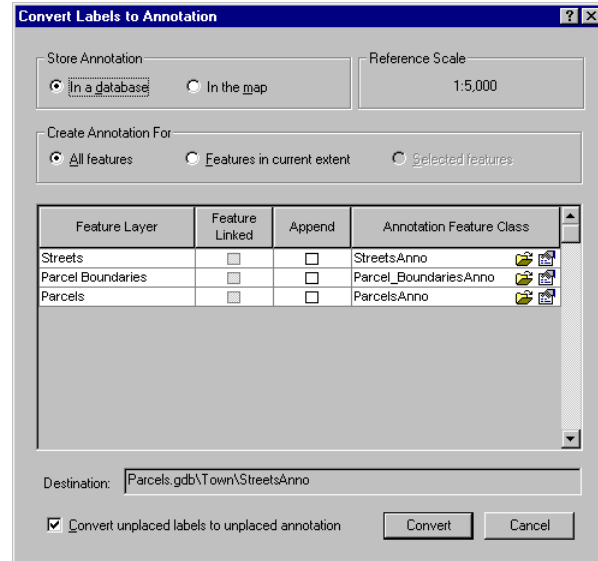 Convert Labels to Annotation
Store Annotation
In a database
In the map
Reference Scale
1:5,000
Create Annotation For
All features
Features in current extent
Selected features
Feature Layer
Feature Linked
Append
Annotation Feature Class
Streets
StreetsAnno
Parcel Boundaries
Parcel_BoundariesAnno
Parcels
ParcelsAnno
Destination: Parcels.gdb\Town\StreetsAnno
Convert unplaced labels to unplaced annotation
Convert
Cancel